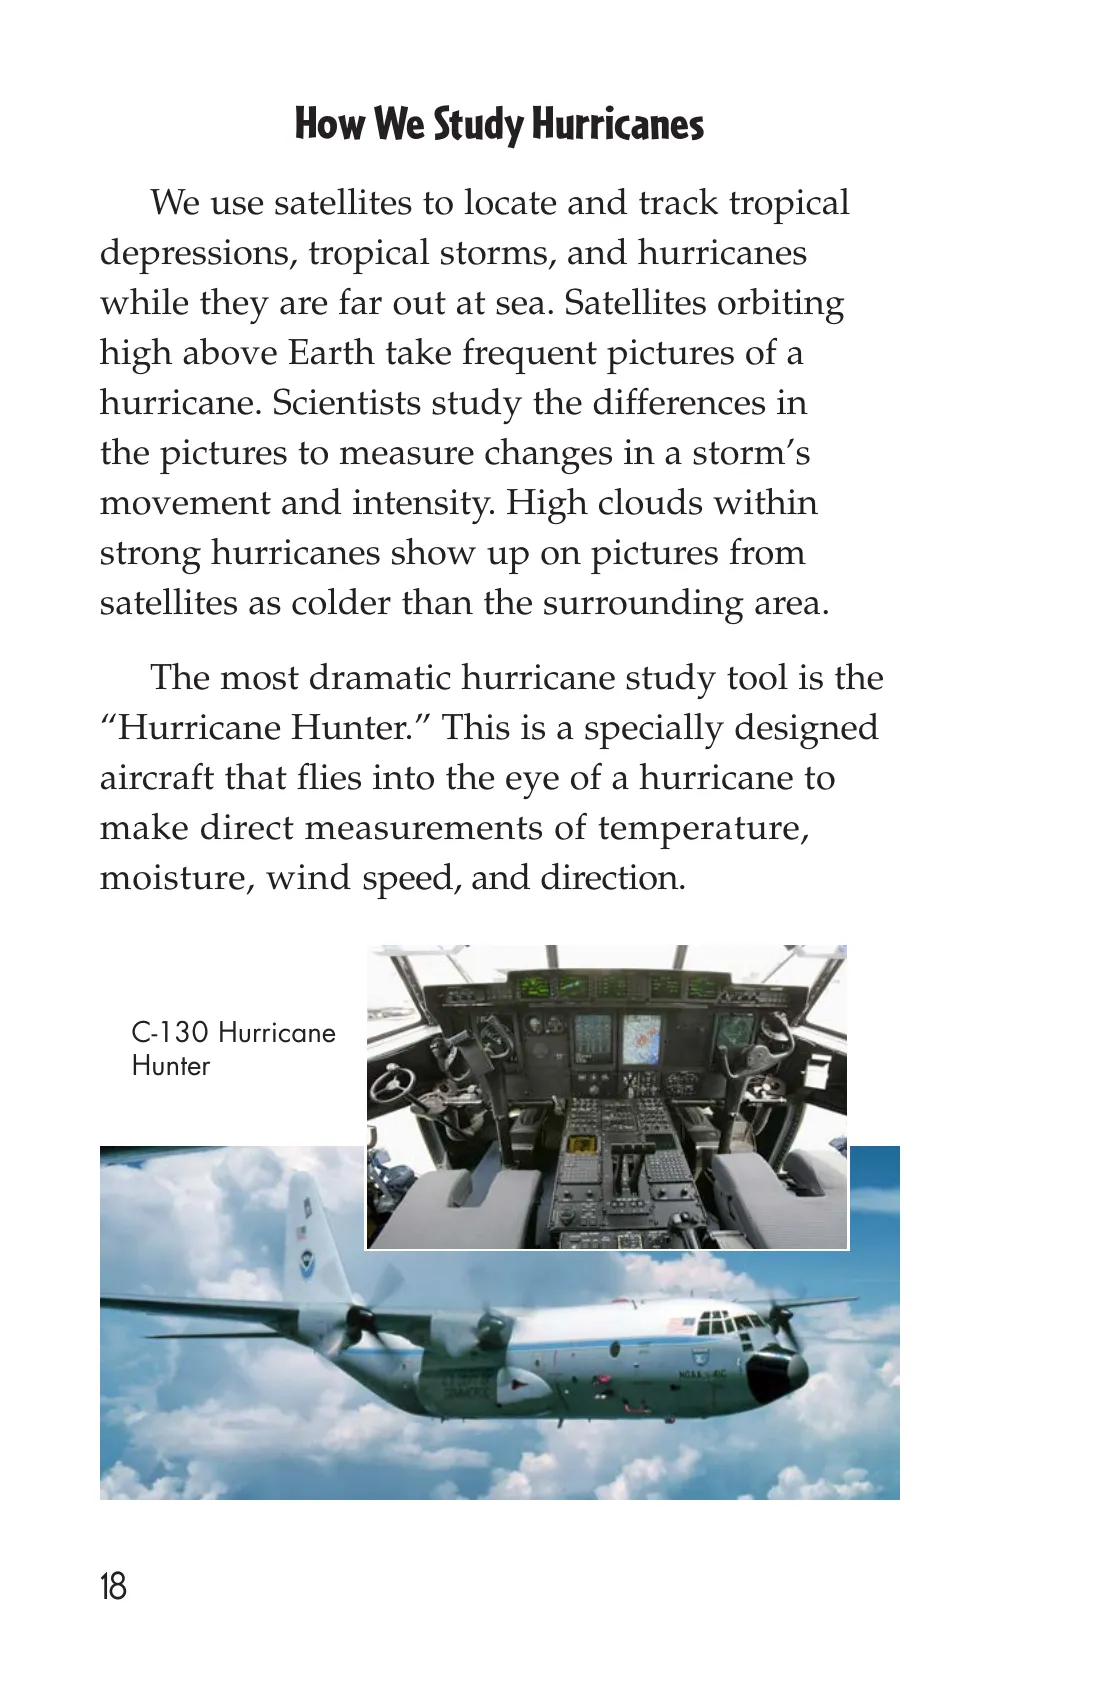 How We Study Hurricanes
We use satellites to locate and track tropical
depressions, tropical storms, and hurricanes
while they are far out at sea. Satellites orbiting
high above Earth take frequent pictures of a
hurricane. Scientists study the differences in
the pictures to measure changes in a storm’s
movement and intensity. High clouds within
strong hurricanes show up on pictures from
satellites as colder than the surrounding area.
The most dramatic hurricane study tool is the
“Hurricane Hunter.” This is a specially designed
aircraft that flies into the eye of a hurricane to
make direct measurements of temperature,
moisture, wind speed, and direction.
C-130 Hurricane
Hunter
NOAA
COMMERCE
18